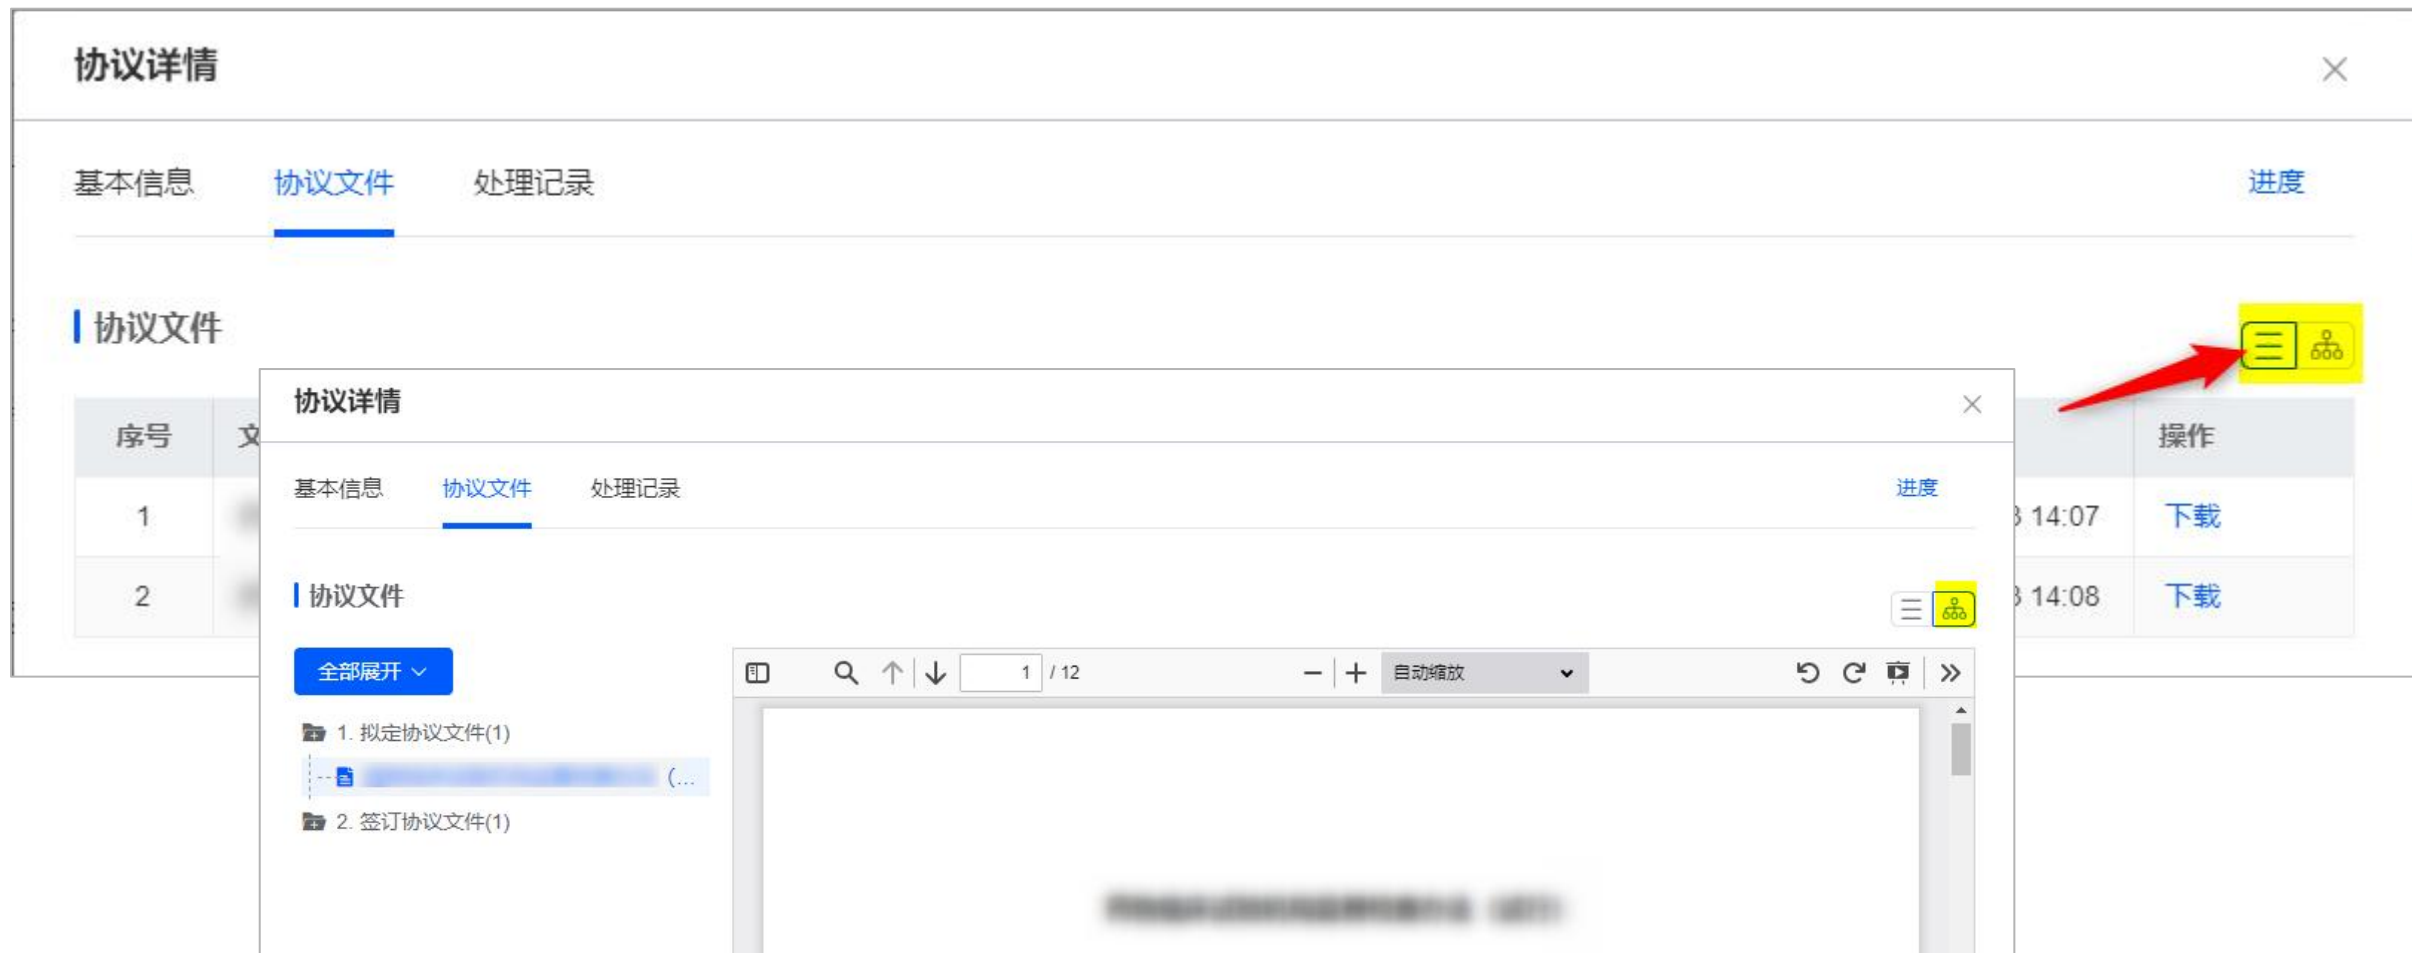 协议详情
基本信息 协议文件 处理记录 进度
协议文件
序号 文 操作
1 14:07 下载
2 14:08 下载
协议详情
基本信息 协议文件 处理记录 进度
协议文件
全部展开
1 / 12 自动缩放
1. 拟定协议文件(1)
(...
2. 签订协议文件(1)